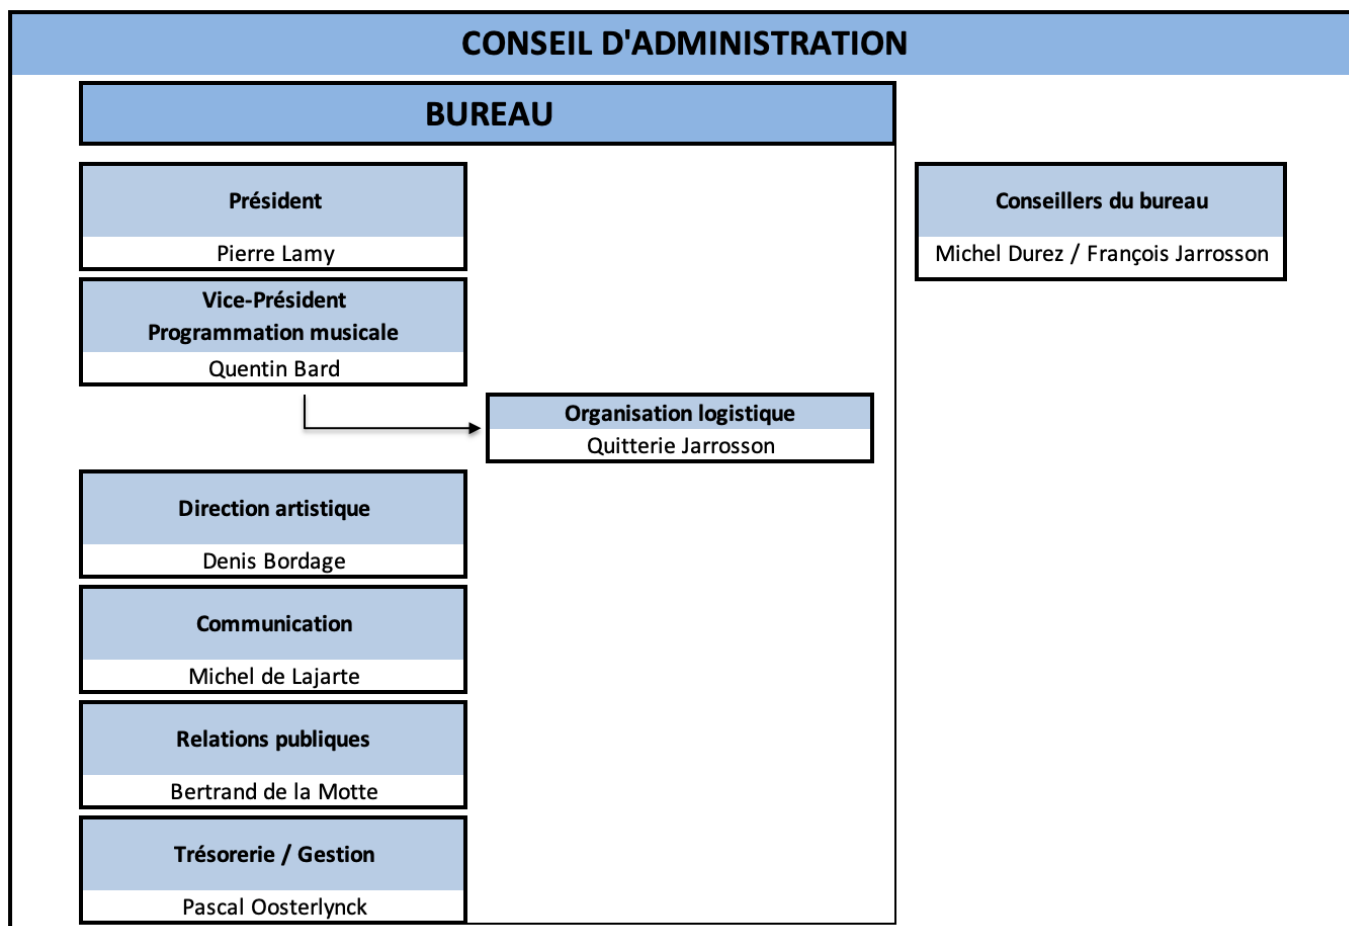 CONSEIL D'ADMINISTRATION
BUREAU
Président
Pierre Lamy
Conseillers du bureau
Michel Durez / François Jarrosson
Vice-Président
Programmation musicale
Quentin Bard
Organisation logistique
Quitterie Jarrosson
Direction artistique
Denis Bordage
Communication
Michel de Lajarte
Relations publiques
Bertrand de la Motte
Trésorerie / Gestion
Pascal Oosterlynck